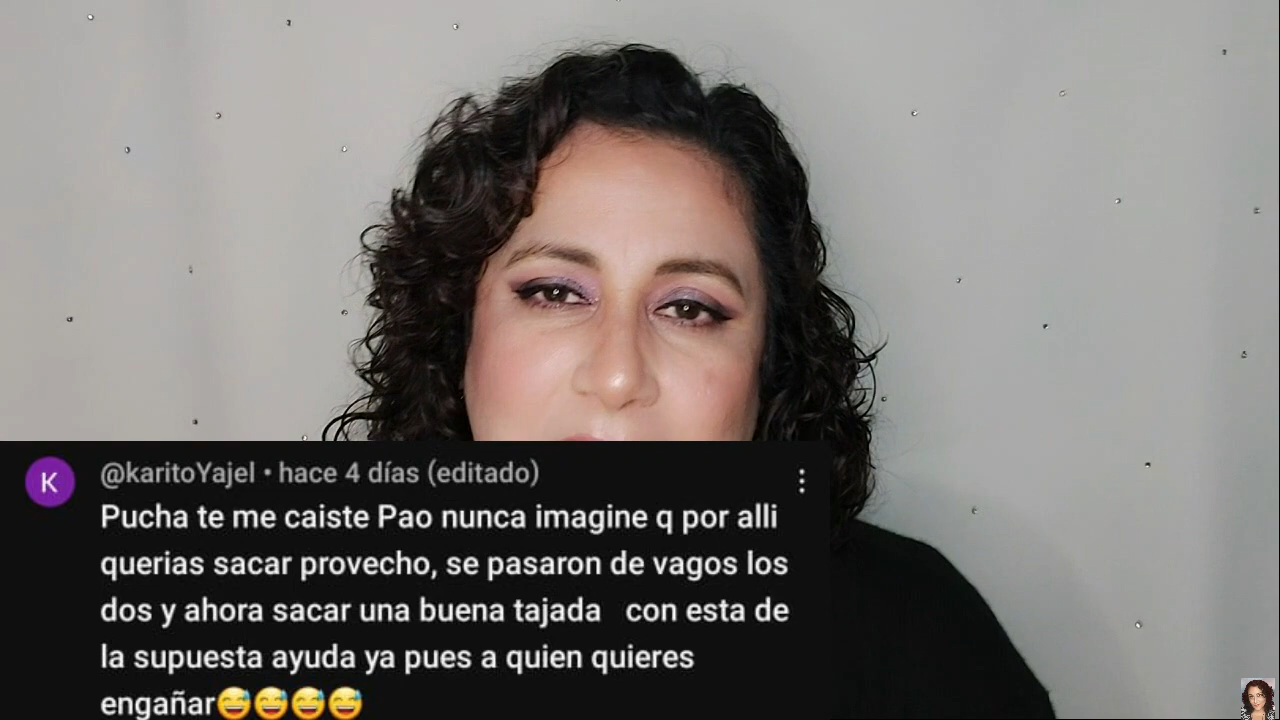 K
@karitoYajel • hace 4 días (editado)
Pucha te me caiste Pao nunca imagine q por alli
querias sacar provecho, se pasaron de vagos los
dos y ahora sacar una buena tajada con esta de
la supuesta ayuda ya pues a quien quieres
engañar😅😅😅😅